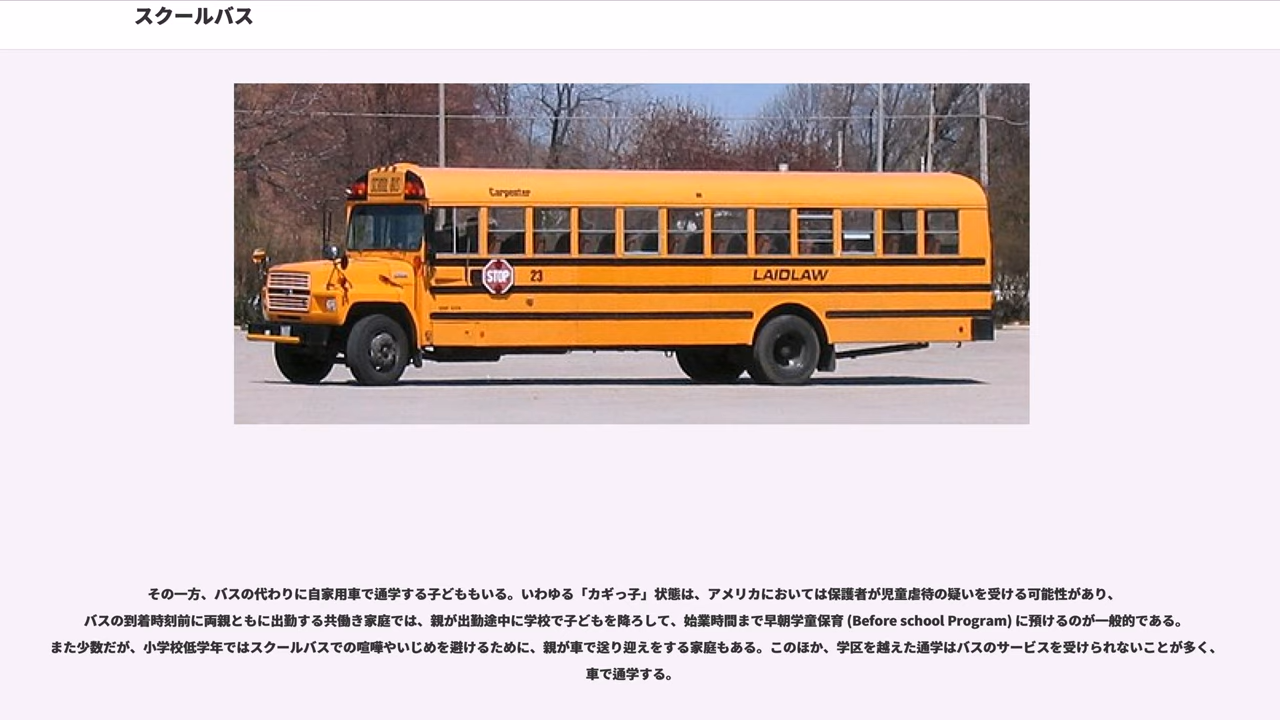 スクールバス
SCHOOL BUS
Carpenter
STOP
23
LAIDLAW
その一方、バスの代わりに自家用車で通学する子どももいる。いわゆる「カギっ子」状態は、アメリカにおいては保護者が児童虐待の疑いを受ける可能性があり、
バスの到着時刻前に両親ともに出勤する共働き家庭では、親が出勤途中に学校で子どもを降ろして、始業時間まで早朝学童保育 (Before school Program) に預けるのが一般的である。
また少数だが、小学校低学年ではスクールバスでの喧嘩やいじめを避けるために、親が車で送り迎えをする家庭もある。このほか、学区を越えた通学はバスのサービスを受けられないことが多く、
車で通学する。